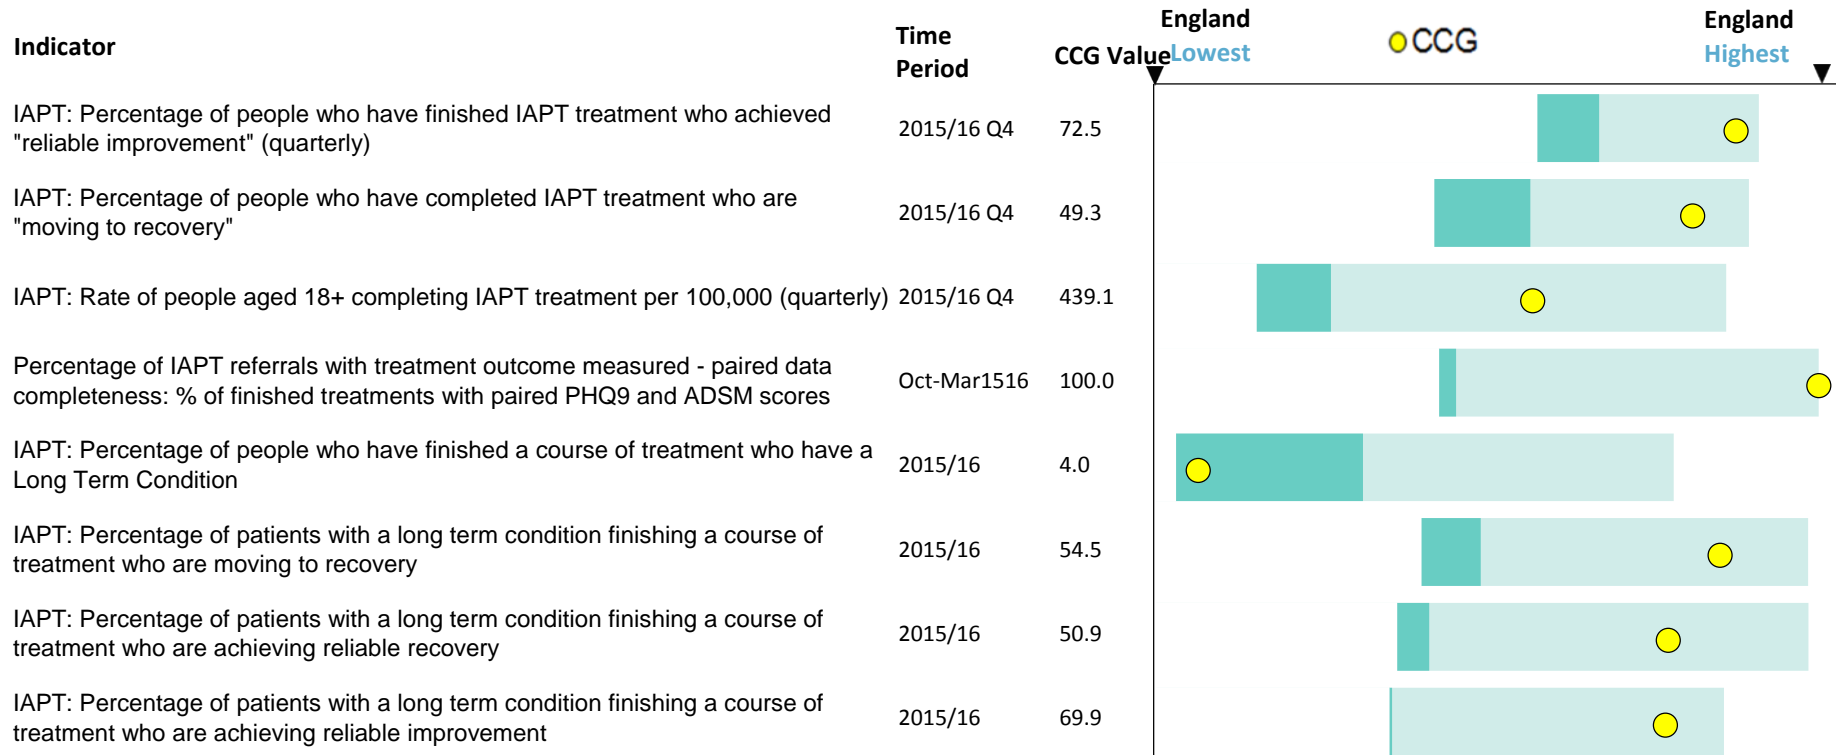 Indicator
Time
Period
CCG Value
England
Lowest
CCG
England
Highest
IAPT: Percentage of people who have finished IAPT treatment who achieved
"reliable improvement" (quarterly)
2015/16 Q4
72.5
IAPT: Percentage of people who have completed IAPT treatment who are
"moving to recovery"
2015/16 Q4
49.3
IAPT: Rate of people aged 18+ completing IAPT treatment per 100,000 (quarterly)
2015/16 Q4
439.1
Percentage of IAPT referrals with treatment outcome measured - paired data
completeness: % of finished treatments with paired PHQ9 and ADSM scores
Oct-Mar1516
100.0
IAPT: Percentage of people who have finished a course of treatment who have a
Long Term Condition
2015/16
4.0
IAPT: Percentage of patients with a long term condition finishing a course of
treatment who are moving to recovery
2015/16
54.5
IAPT: Percentage of patients with a long term condition finishing a course of
treatment who are achieving reliable recovery
2015/16
50.9
IAPT: Percentage of patients with a long term condition finishing a course of
treatment who are achieving reliable improvement
2015/16
69.9